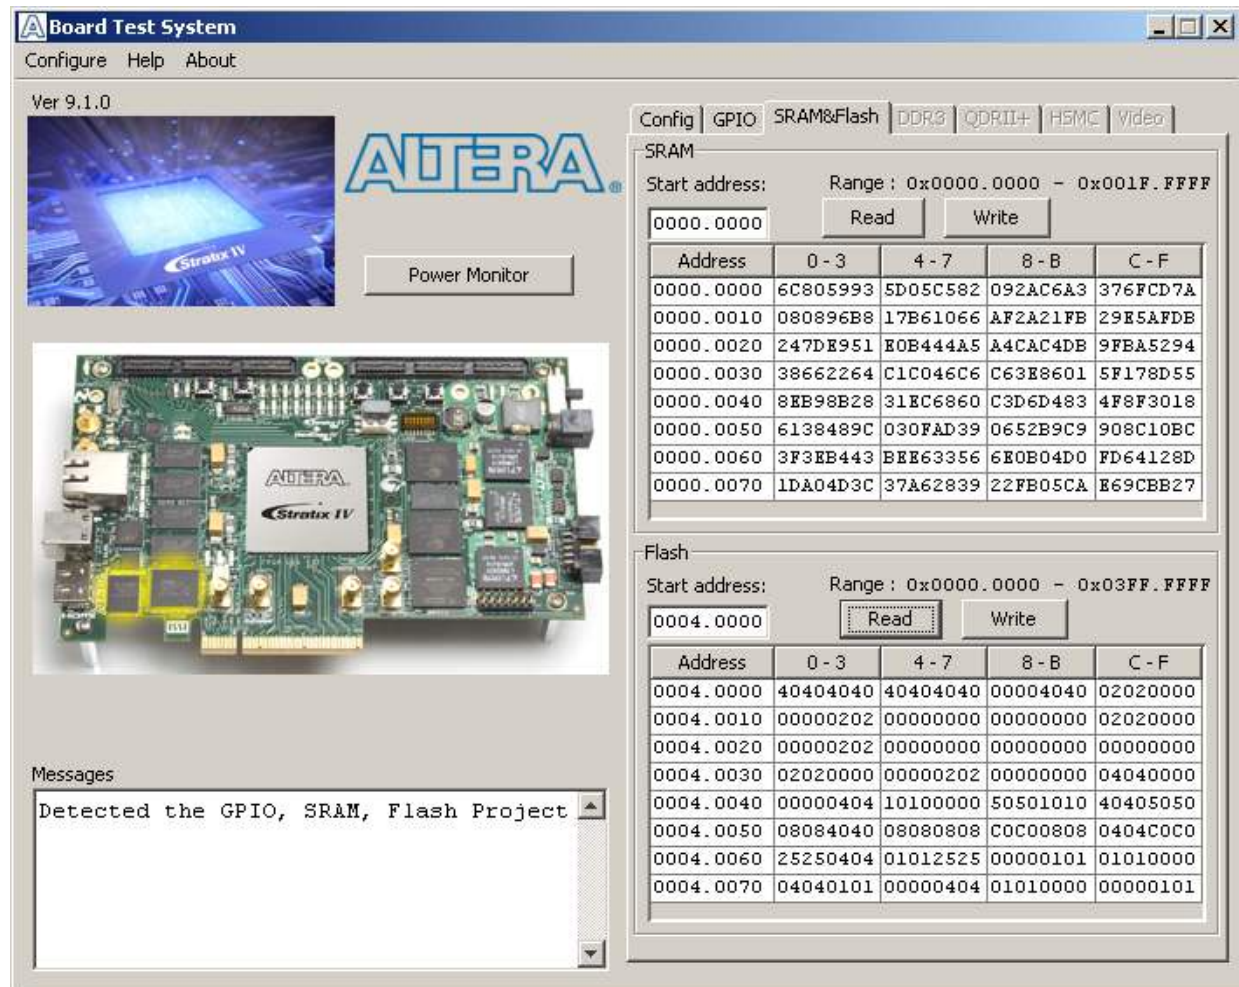 Board Test System
Configure Help About
Ver 9.1.0
Stratix IV
ALTERA®
Power Monitor
ALTERA
Stratix IV
Messages
Detected the GPIO, SRAM, Flash Project
Config GPIO SRAM&Flash DDR3 QDRII+ HSMC Video
SRAM
Start address: Range : 0x0000.0000 - 0x001F.FFFF
0000.0000 Read Write
Address 0 - 3 4 - 7 8 - B C - F
0000.0000 6C805993 5D05C582 092AC6A3 376FCD7A
0000.0010 080896B8 17B61066 AF2A21FB 29E5AFDB
0000.0020 247DE951 E0B444A5 A4CAC4DB 9FBA5294
0000.0030 38662264 C1C046C6 C63E8601 5F178D55
0000.0040 8EB98B28 31EC6860 C3D6D483 4F8F3018
0000.0050 6138489C 030FAD39 0652B9C9 908C10BC
0000.0060 3F3EB443 BEE63356 6E0B04D0 FD64128D
0000.0070 1DA04D3C 37A62839 22FB05CA E69CBB27
Flash
Start address: Range : 0x0000.0000 - 0x03FF.FFFF
0004.0000 Read Write
Address 0 - 3 4 - 7 8 - B C - F
0004.0000 40404040 40404040 00004040 02020000
0004.0010 00000202 00000000 00000000 02020000
0004.0020 00000202 00000000 00000000 00000000
0004.0030 02020000 00000202 00000000 04040000
0004.0040 00000404 10100000 50501010 40405050
0004.0050 08084040 08080808 C0C00808 0404C0C0
0004.0060 25250404 01012525 00000101 01010000
0004.0070 04040101 00000404 01010000 00000101